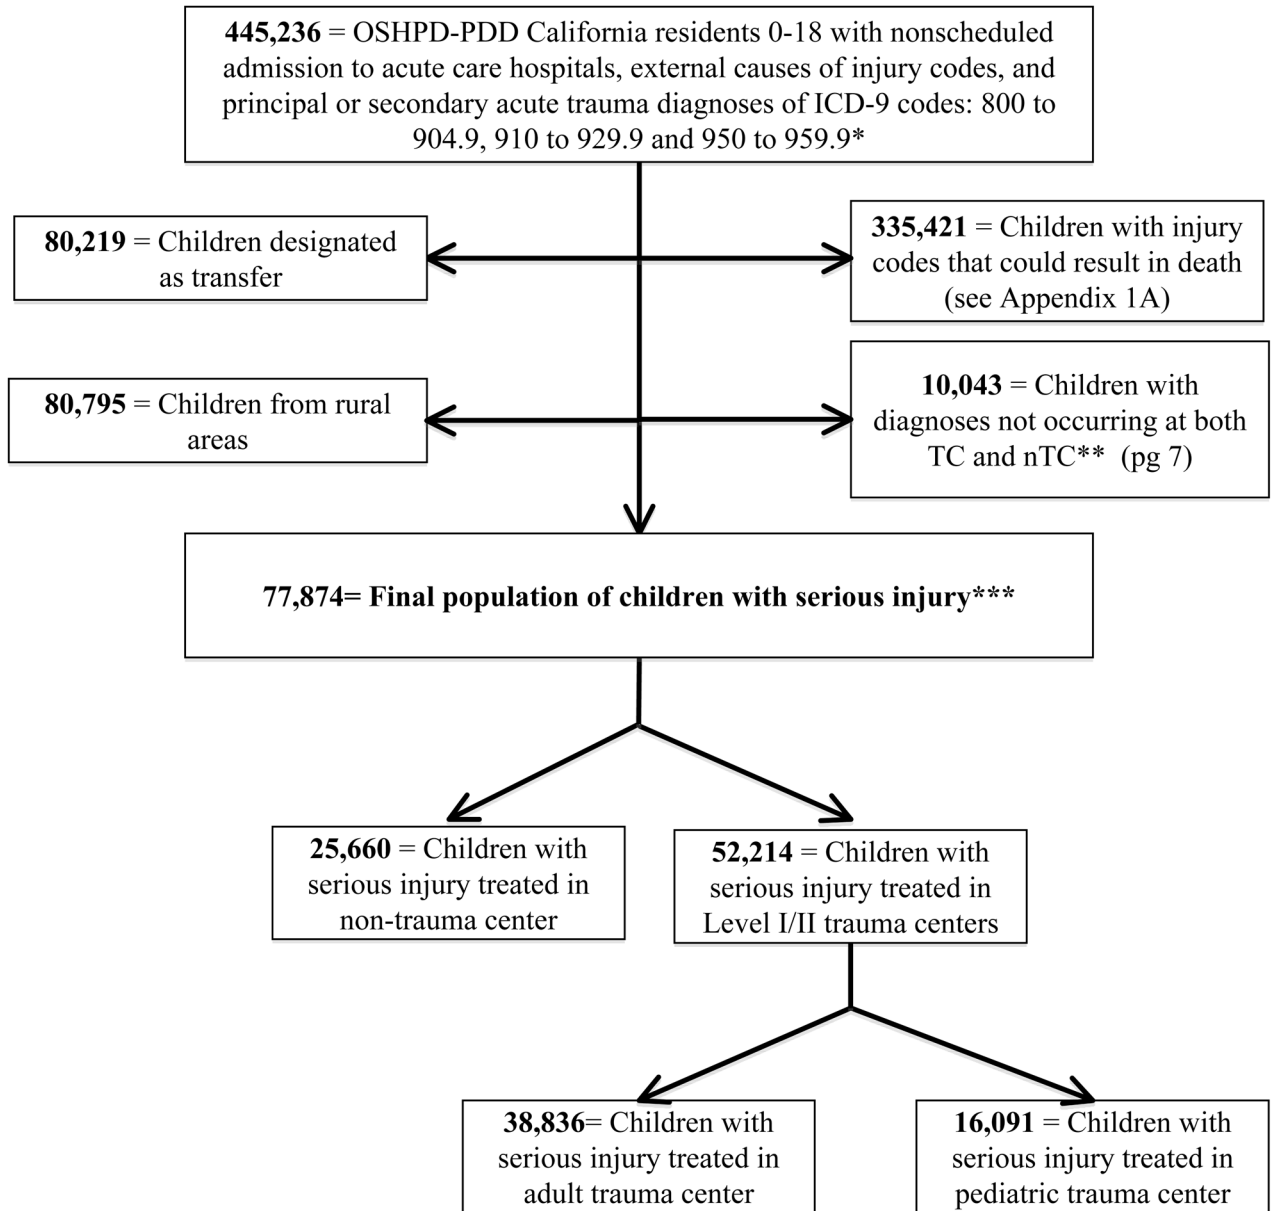 445,236 = OSHPD-PDD California residents 0-18 with nonscheduled
admission to acute care hospitals, external causes of injury codes, and
principal or secondary acute trauma diagnoses of ICD-9 codes: 800 to
904.9, 910 to 929.9 and 950 to 959.9*
80,219 = Children designated
as transfer
335,421 = Children with injury
codes that could result in death
(see Appendix 1A)
80,795 = Children from rural
areas
10,043 = Children with
diagnoses not occurring at both
TC and nTC** (pg 7)
77,874= Final population of children with serious injury***
25,660 = Children with
serious injury treated in
non-trauma center
52,214 = Children with
serious injury treated in
Level I/II trauma centers
38,836= Children with
serious injury treated in
adult trauma center
16,091 = Children with
serious injury treated in
pediatric trauma center